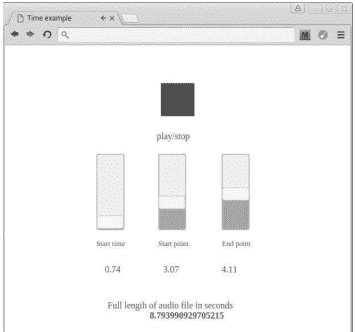 Time example
play/stop
Start time Start point End point
0.74 3.07 4.11
Full length of audio file in seconds
8.793990929705215